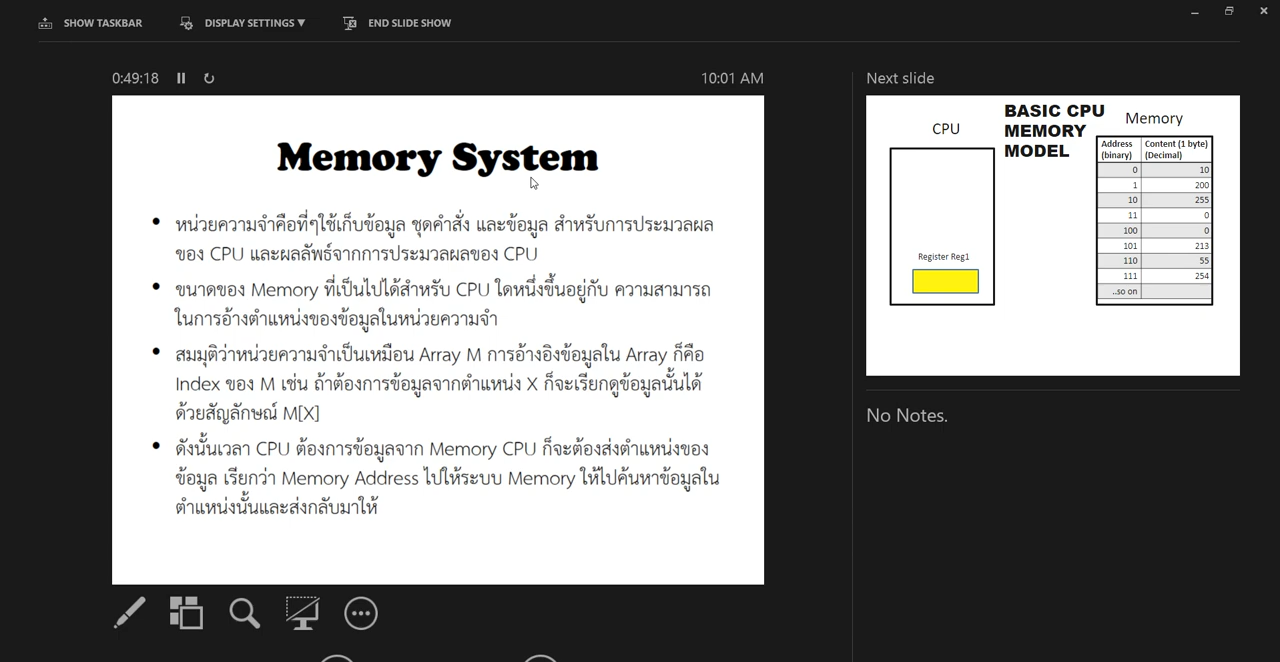 SHOW TASKBAR
DISPLAY SETTINGS ▼
END SLIDE SHOW
0:49:18
10:01 AM
Memory System
• หน่วยความจำคือที่ๆใช้เก็บข้อมูล ชุดคำสั่ง และข้อมูล สำหรับการประมวลผล
ของ CPU และผลลัพธ์จากการประมวลผลของ CPU
• ขนาดของ Memory ที่เป็นไปได้สำหรับ CPU ใดหนึ่งขึ้นอยู่กับ ความสามารถ
ในการอ้างตำแหน่งของข้อมูลในหน่วยความจำ
• สมมุติว่าหน่วยความจำเป็นเหมือน Array M การอ้างอิงข้อมูลใน Array ก็คือ
Index ของ M เช่น ถ้าต้องการข้อมูลจากตำแหน่ง X ก็จะเรียกดูข้อมูลนั้นได้
ด้วยสัญลักษณ์ M[X]
• ดังนั้นเวลา CPU ต้องการข้อมูลจาก Memory CPU ก็จะต้องส่งตำแหน่งของ
ข้อมูล เรียกว่า Memory Address ไปให้ระบบ Memory ให้ไปค้นหาข้อมูลใน
ตำแหน่งนั้นและส่งกลับมาให้
Next slide
BASIC CPU
MEMORY
MODEL
CPU
Register Reg1
Memory
Address (binary) Content (1 byte) (Decimal)
0 10
1 200
10 255
11 0
100 0
101 213
110 55
111 254
..so on
No Notes.